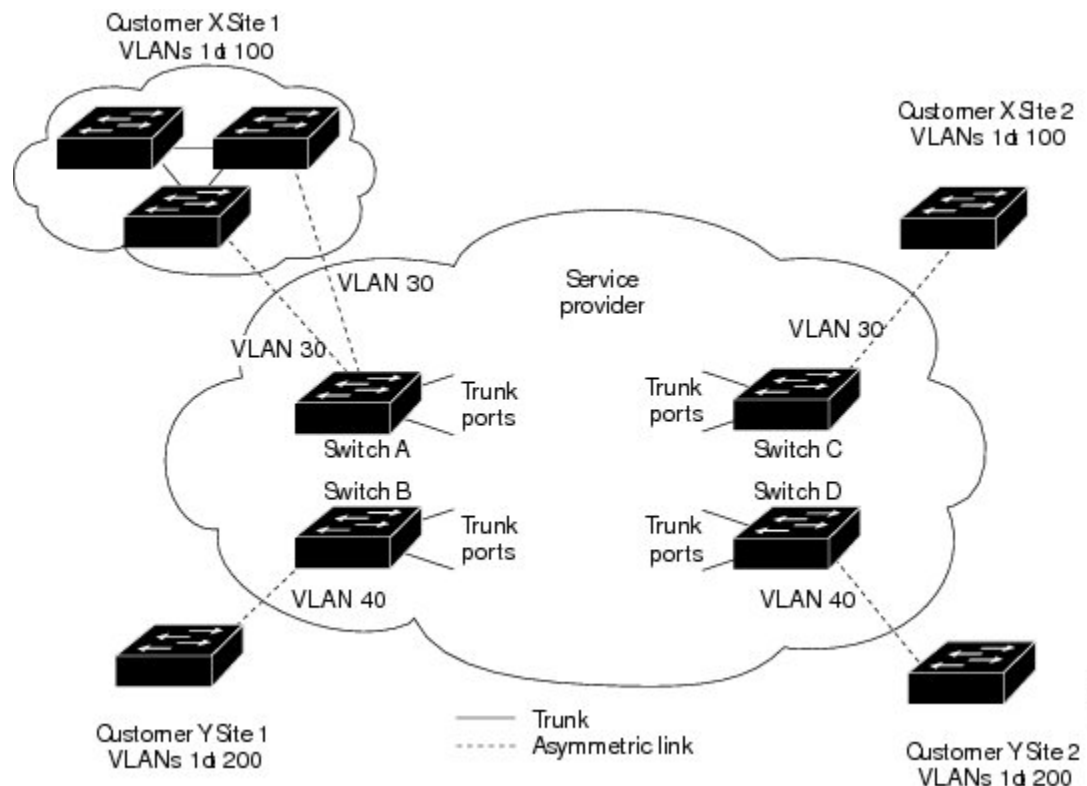 Customer X Site 1
VLANs 1 to 100
Customer X Site 2
VLANs 1 to 100
VLAN 30
Service
provider
VLAN 30
VLAN 30
Trunk
ports
Trunk
ports
Switch A
Switch C
Switch B
Switch D
Trunk
ports
Trunk
ports
VLAN 40
VLAN 40
Customer Y Site 1
VLANs 1 to 200
Trunk
Asymmetric link
Customer Y Site 2
VLANs 1 to 200